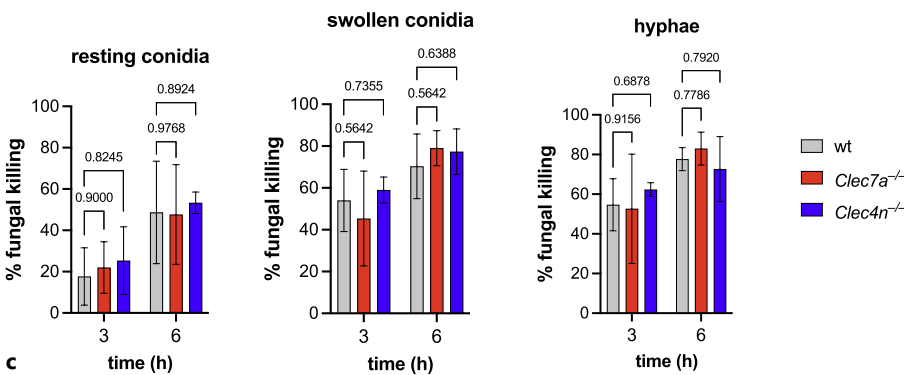 resting conidia
0.8924
0.9768
0.8245
0.9000
100
80
60
40
20
0
% fungal killing
3 6
time (h)
c
swollen conidia
0.6388
0.7355
0.5642
0.5642
100
80
60
40
20
0
% fungal killing
3 6
time (h)
hyphae
0.7920
0.6878
0.7786
0.9156
100
80
60
40
20
0
% fungal killing
3 6
time (h)
wt
Clec7a⁻/⁻
Clec4n⁻/⁻